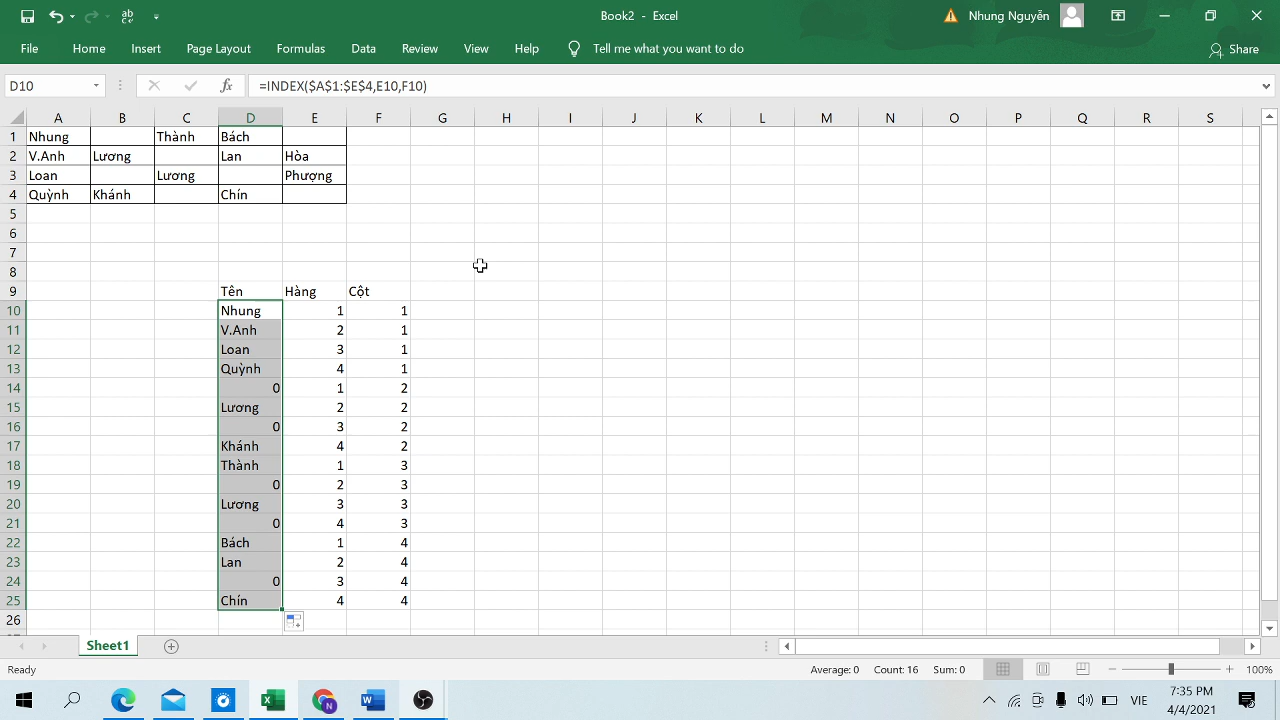 Book2 - Excel
Nhung Nguyễn
File Home Insert Page Layout Formulas Data Review View Help Tell me what you want to do Share
D10 fx =INDEX($A$1:$E$4,E10,F10)
A B C D E F G H I J K L M N O P Q R S
1 Nhung Thành Bách
2 V.Anh Lương Lan Hòa
3 Loan Lương Phượng
4 Quỳnh Khánh Chín
5
6
7
8
9 Tên Hàng Cột
10 Nhung 1 1
11 V.Anh 2 1
12 Loan 3 1
13 Quỳnh 4 1
14 0 1 2
15 Lương 2 2
16 0 3 2
17 Khánh 4 2
18 Thành 1 3
19 0 2 3
20 Lương 3 3
21 0 4 3
22 Bách 1 4
23 Lan 2 4
24 0 3 4
25 Chín 4 4
26
Sheet1
Ready Average: 0 Count: 16 Sum: 0 100%
VIE 7:35 PM
4/4/2021